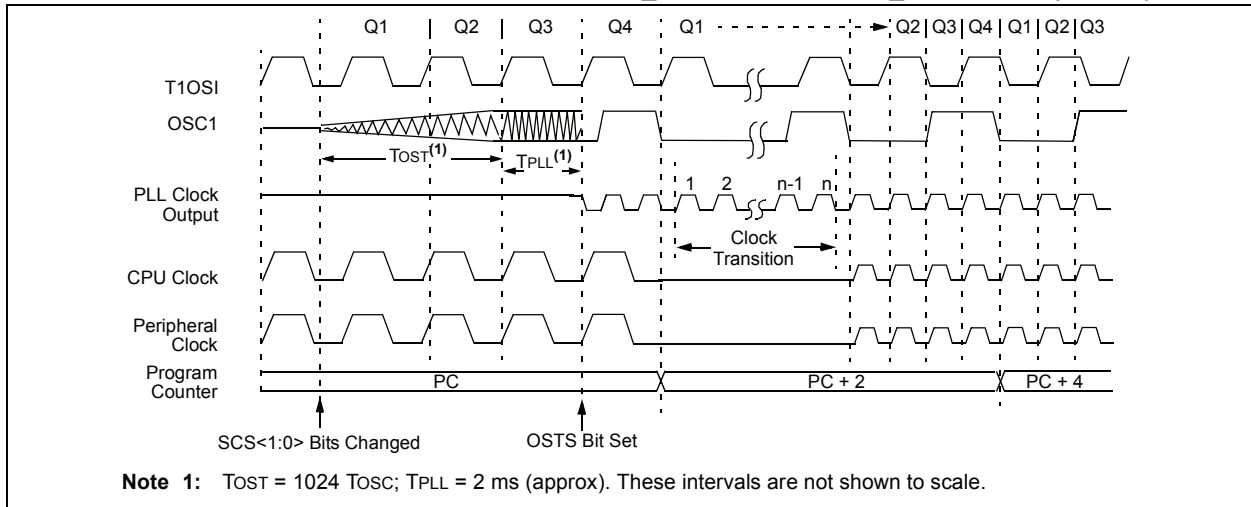 Q1 Q2 Q3 Q4 Q1 Q2 Q3 Q4 Q1 Q2 Q3
T1OSI
OSC1
TOST(1)
TPLL(1)
1 2 n-1 n
PLL Clock
Output
Clock
Transition
CPU Clock
Peripheral
Clock
Program
Counter
PC PC + 2 PC + 4
SCS<1:0> Bits Changed OSTS Bit Set
Note 1: TOST = 1024 TOSC; TPLL = 2 ms (approx). These intervals are not shown to scale.